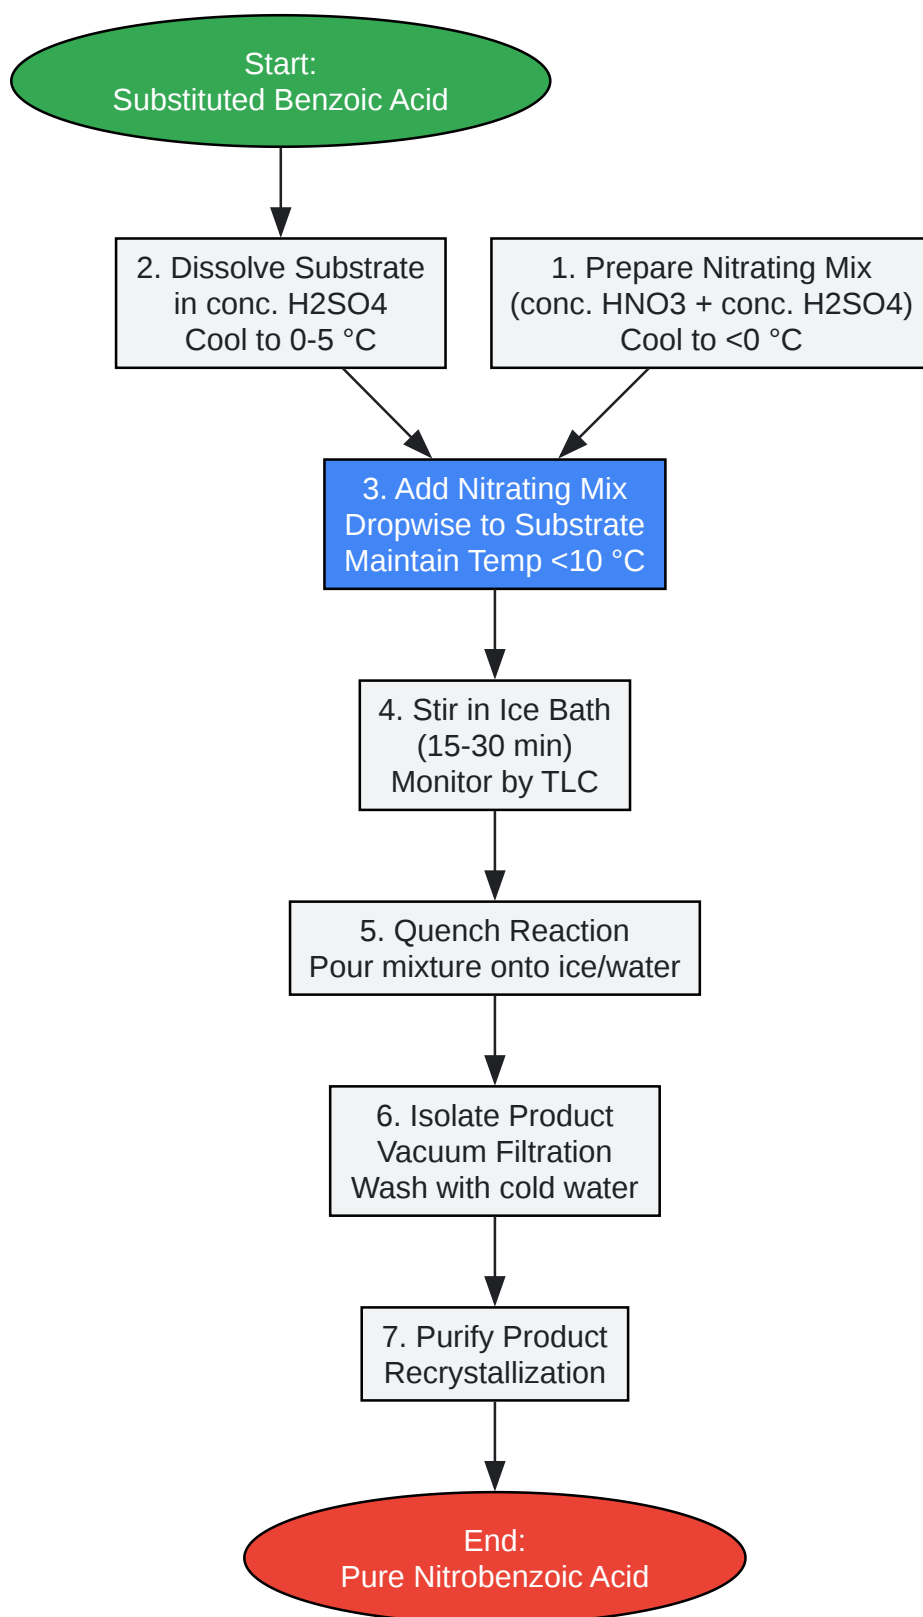 Start:
Substituted Benzoic Acid
2. Dissolve Substrate
in conc. H2SO4
Cool to 0-5 °C
1. Prepare Nitrating Mix
(conc. HNO3 + conc. H2SO4)
Cool to <0 °C
3. Add Nitrating Mix
Dropwise to Substrate
Maintain Temp <10 °C
4. Stir in Ice Bath
(15-30 min)
Monitor by TLC
5. Quench Reaction
Pour mixture onto ice/water
6. Isolate Product
Vacuum Filtration
Wash with cold water
7. Purify Product
Recrystallization
End:
Pure Nitrobenzoic Acid